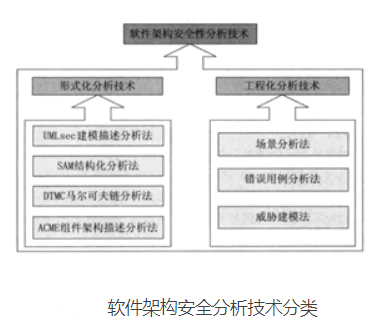 软件架构安全性分析技术
形式化分析技术
工程化分析技术
UMLsec建模描述分析法
SAM结构化分析法
DTMC马尔可夫链分析法
ACME组件架构描述分析法
场景分析法
错误用例分析法
威胁建模法
软件架构安全分析技术分类